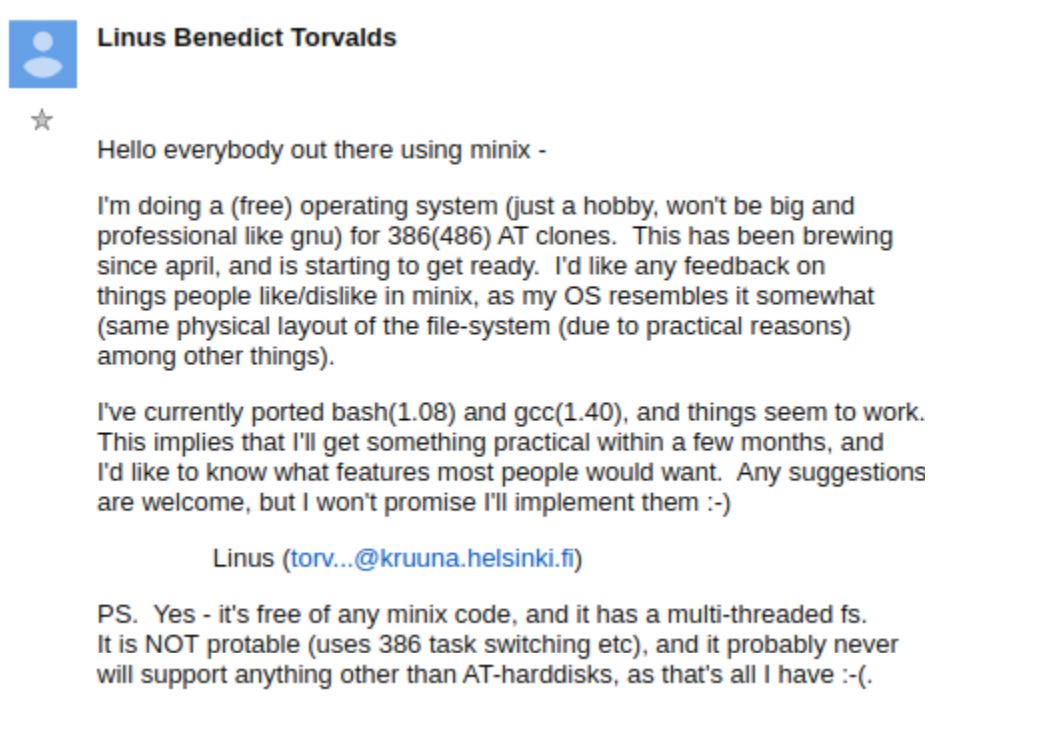 Linus Benedict Torvalds
Hello everybody out there using minix -
I'm doing a (free) operating system (just a hobby, won't be big and
professional like gnu) for 386(486) AT clones.  This has been brewing
since april, and is starting to get ready.  I'd like any feedback on
things people like/dislike in minix, as my OS resembles it somewhat
(same physical layout of the file-system (due to practical reasons)
among other things).
I've currently ported bash(1.08) and gcc(1.40), and things seem to work.
This implies that I'll get something practical within a few months, and
I'd like to know what features most people would want.  Any suggestions
are welcome, but I won't promise I'll implement them :-)
Linus (torv...@kruuna.helsinki.fi)
PS.  Yes - it's free of any minix code, and it has a multi-threaded fs.
It is NOT protable (uses 386 task switching etc), and it probably never
will support anything other than AT-harddisks, as that's all I have :-(.